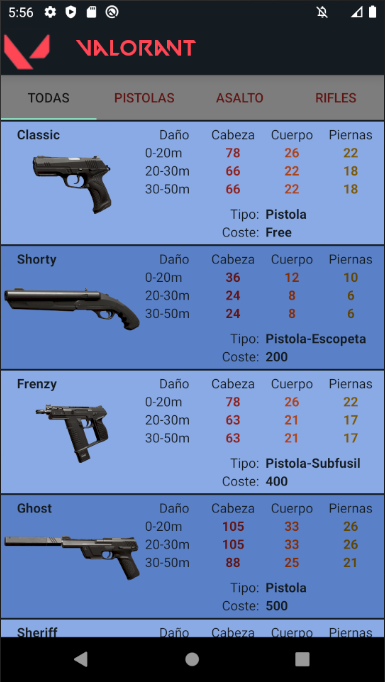 5:56
VALORANT
TODAS PISTOLAS ASALTO RIFLES
Classic Daño Cabeza Cuerpo Piernas
0-20m 78 26 22
20-30m 66 22 18
30-50m 66 22 18
Tipo: Pistola
Coste: Free
Shorty Daño Cabeza Cuerpo Piernas
0-20m 36 12 10
20-30m 24 8 6
30-50m 24 8 6
Tipo: Pistola-Escopeta
Coste: 200
Frenzy Daño Cabeza Cuerpo Piernas
0-20m 78 26 22
20-30m 63 21 17
30-50m 63 21 17
Tipo: Pistola-Subfusil
Coste: 400
Ghost Daño Cabeza Cuerpo Piernas
0-20m 105 33 26
20-30m 105 33 26
30-50m 88 25 21
Tipo: Pistola
Coste: 500
Sheriff Daño Cabeza Cuerpo Piernas